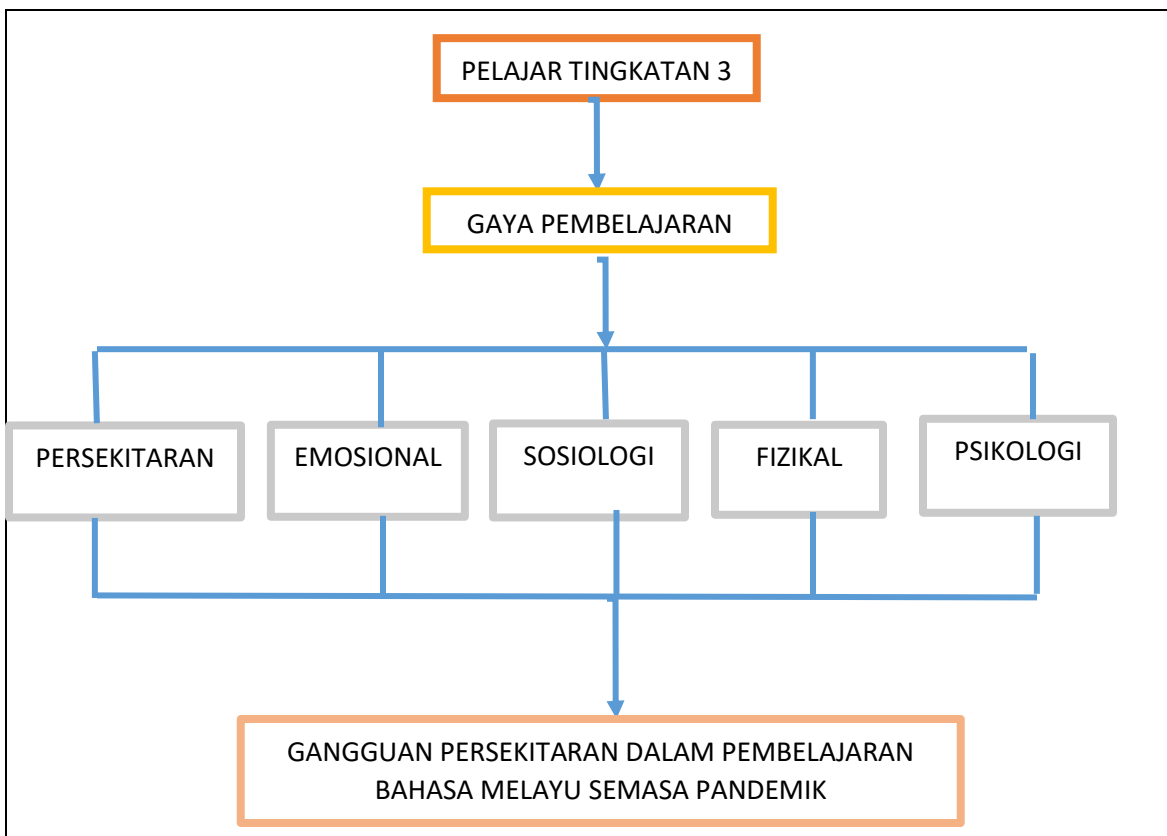 PELAJAR TINGKATAN 3
GAYA PEMBELAJARAN
PERSEKITARAN
EMOSIONAL
SOSIOLOGI
FIZIKAL
PSIKOLOGI
GANGGUAN PERSEKITARAN DALAM PEMBELAJARAN
BAHASA MELAYU SEMASA PANDEMIK